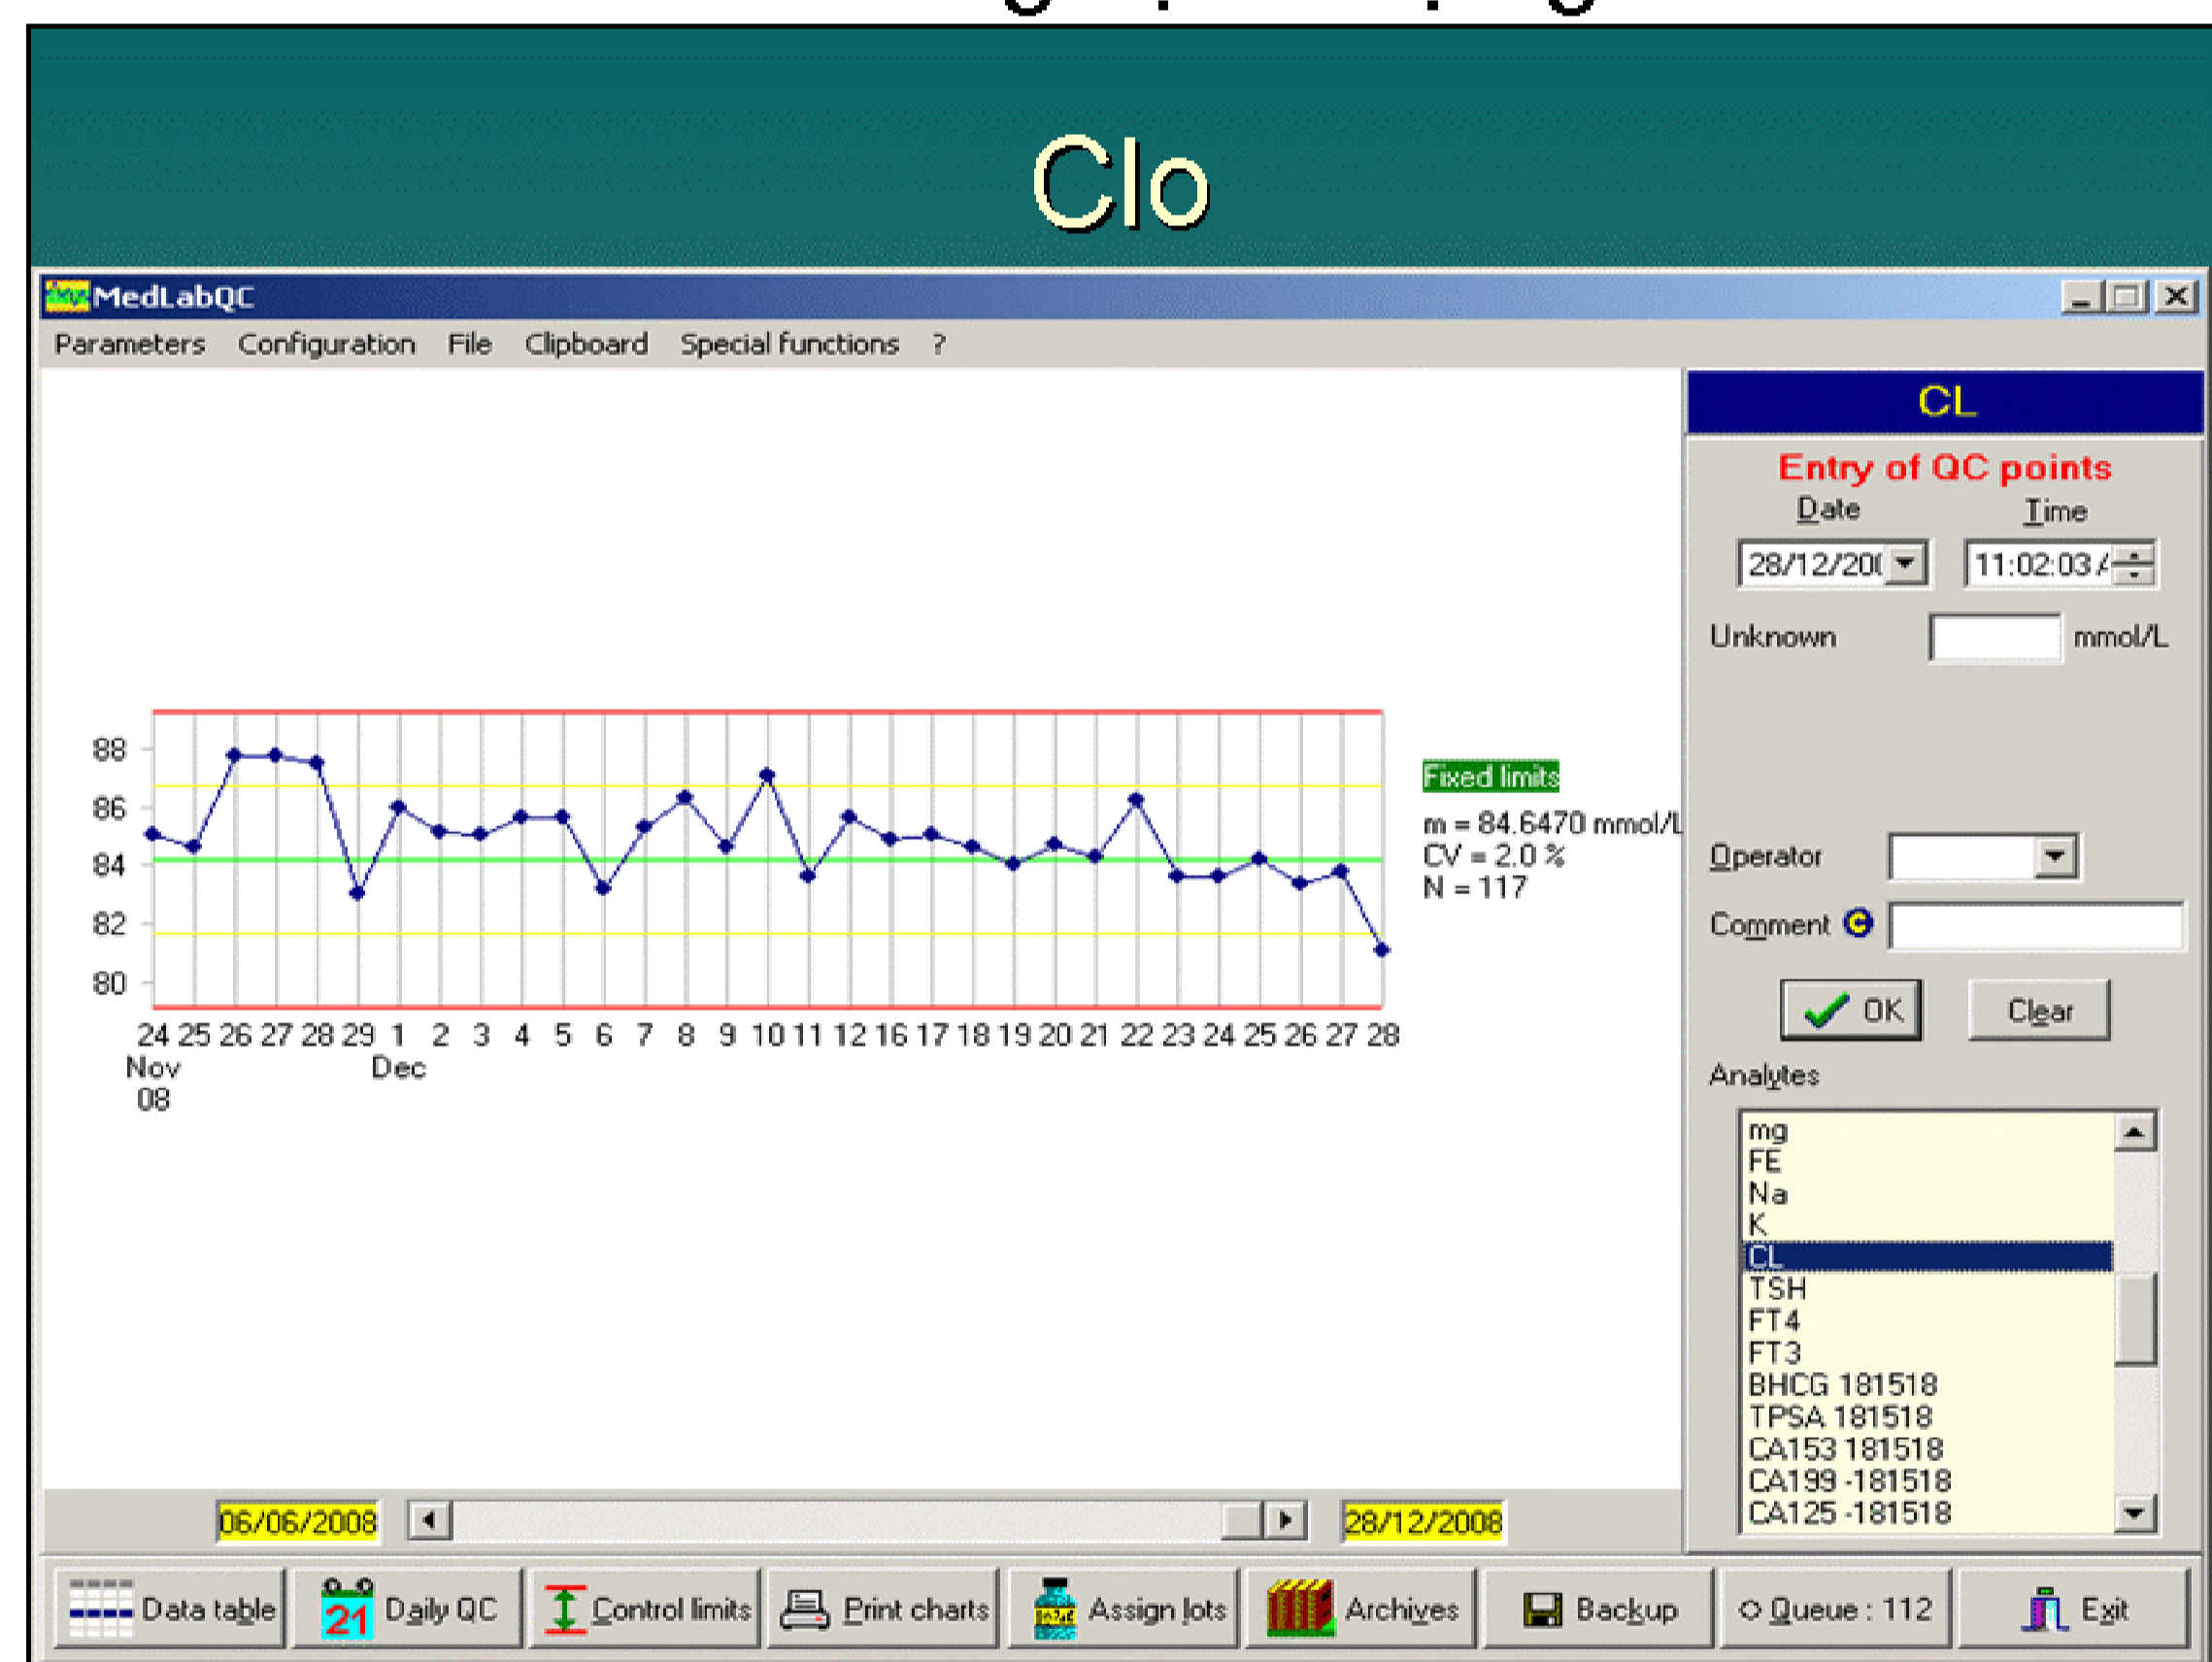 Clo
MedLabQC
Parameters Configuration File Clipboard Special functions ?
CL
Entry of QC points
Date Time
28/12/200 11:02:03 A
Unknown mmol/L
88
86
84
82
80
Fixed limits
m = 84.6470 mmol/L
CV = 2.0 %
N = 117
24 25 26 27 28 29 1 2 3 4 5 6 7 8 9 10 11 12 16 17 18 19 20 21 22 23 24 25 26 27 28
Nov Dec
08
Operator
Comment C
OK Clear
Analytes
mg
FE
Na
K
CL
TSH
FT4
FT3
BHCG 181518
TPSA 181518
CA153 181518
CA199 -181518
CA125 -181518
06/06/2008 28/12/2008
Data table 21 Daily QC Control limits Print charts Assign lots Archives Backup Queue : 112 Exit